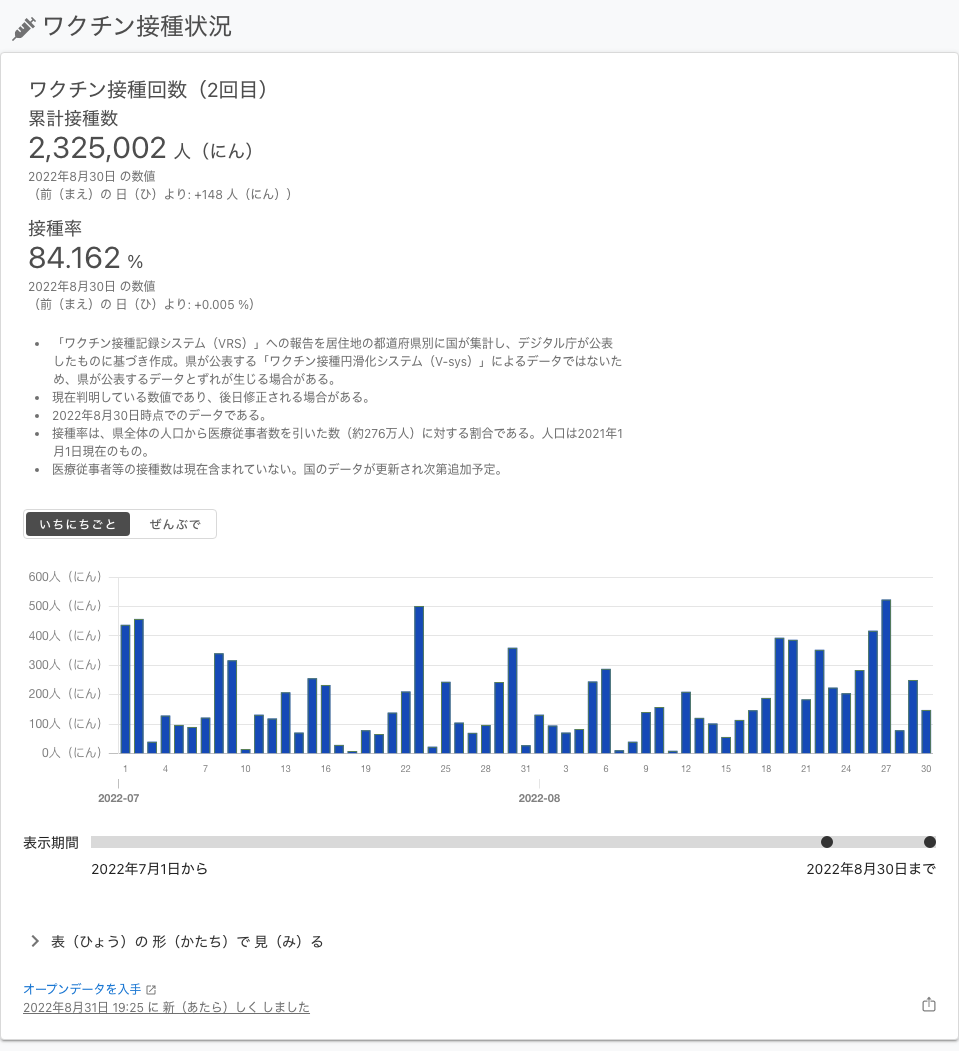 ワクチン接種状況
ワクチン接種回数（2回目）
累計接種数
2,325,002 人（にん）
2022年8月30日 の数値
（前（まえ）の 日（ひ）より: +148 人（にん））
接種率
84.162 %
2022年8月30日 の数値
（前（まえ）の 日（ひ）より: +0.005 %）
「ワクチン接種記録システム（VRS）」への報告を居住地の都道府県別に国が集計し、デジタル庁が公表
したものに基づき作成。県が公表する「ワクチン接種円滑化システム（V-sys）」によるデータではないた
め、県が公表するデータとずれが生じる場合がある。
現在判明している数値であり、後日修正される場合がある。
2022年8月30日時点でのデータである。
接種率は、県全体の人口から医療従事者数を引いた数（約276万人）に対する割合である。人口は2021年1
月1日現在のもの。
医療従事者等の接種数は現在含まれていない。国のデータが更新され次第追加予定。
いちにちごと ぜんぶで
600人（にん）
500人（にん）
400人（にん）
300人（にん）
200人（にん）
100人（にん）
0人（にん）
1 4 7 10 13 16 19 22 25 28 31 3 6 9 12 15 18 21 24 27 30
2022-07 2022-08
表示期間
2022年7月1日から 2022年8月30日まで
表（ひょう）の 形（かたち）で 見（み）る
オープンデータを入手
2022年8月31日 19:25 に 新（あたら）しく しました